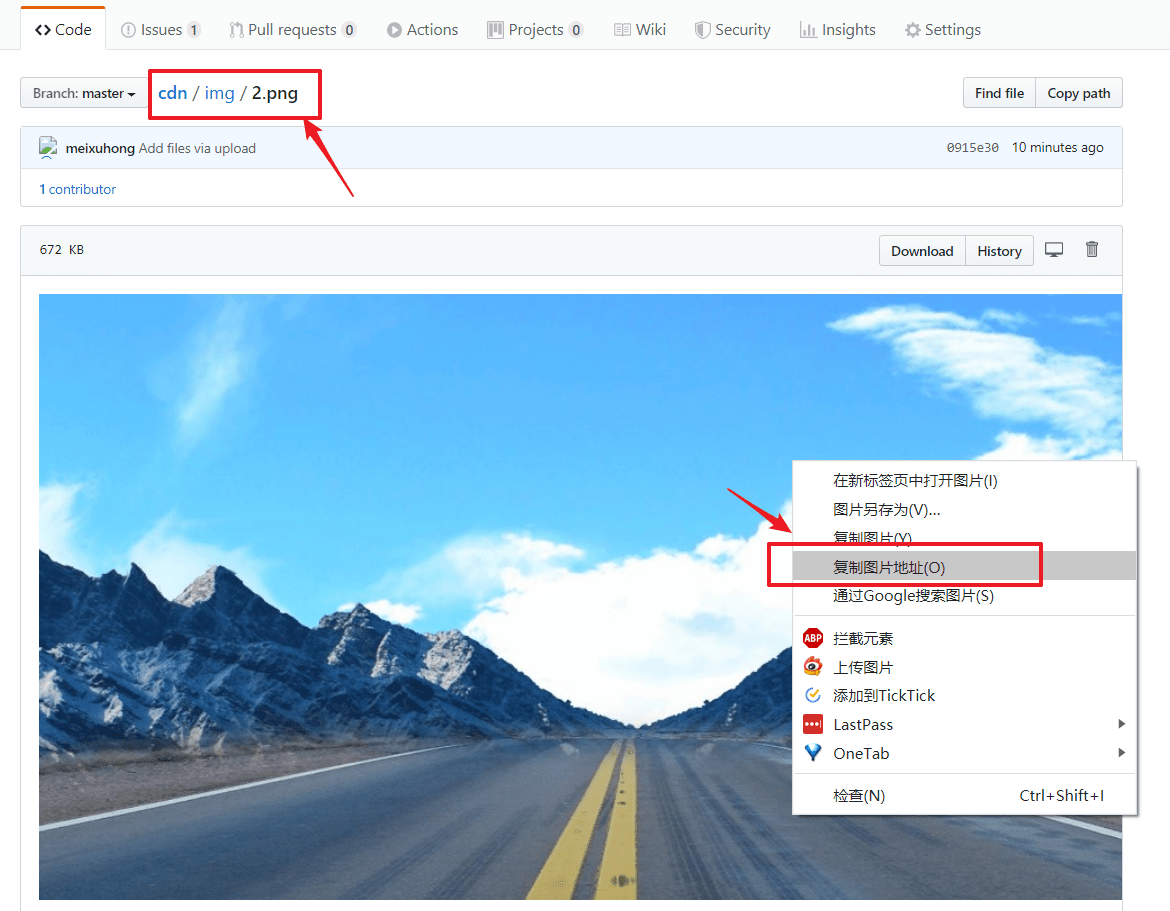 Code Issues 1 Pull requests 0 Actions Projects 0 Wiki Security Insights Settings
Branch: master cdn / img / 2.png Find file Copy path
meixuhong Add files via upload 0915e30 10 minutes ago
1 contributor
672 KB Download History
在新标签页中打开图片(I)
图片另存为(V)...
复制图片(Y)
复制图片地址(O)
通过Google搜索图片(S)
ABP 拦截元素
上传图片
添加到TickTick
LastPass
OneTab
检查(N) Ctrl+Shift+I